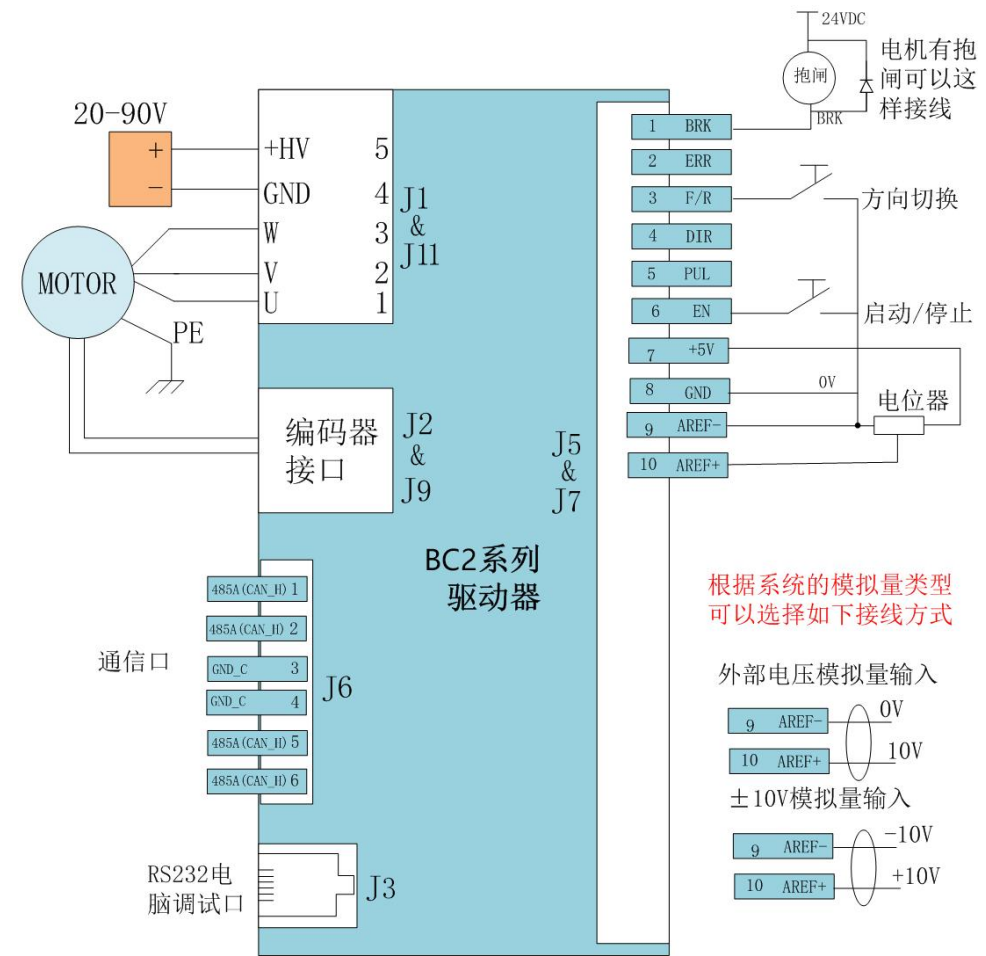 24VDC
抱闸
电机有抱
闸可以这
样接线
BRK
20-90V
+
−
+HV 5
GND 4
W 3
V 2
U 1
J1
&
J11
MOTOR
PE
编码器
接口
J2
&
J9
1 BRK
2 ERR
3 F/R
方向切换
4 DIR
5 PUL
6 EN
启动/停止
7 +5V
8 GND
0V
电位器
9 AREF-
10 AREF+
J5
&
J7
BC2系列
驱动器
通信口
485A(CAN_H) 1
485A(CAN_H) 2
GND_C 3
GND_C 4
485A(CAN_H) 5
485A(CAN_H) 6
J6
RS232电
脑调试口
J3
根据系统的模拟量类型
可以选择如下接线方式
外部电压模拟量输入
9 AREF- 0V
10 AREF+ 10V
±10V模拟量输入
9 AREF- -10V
10 AREF+ +10V